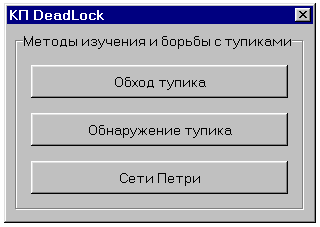 КП DeadLock
Методы изучения и борьбы с тупиками
Обход тупика
Обнаружение тупика
Сети Петри